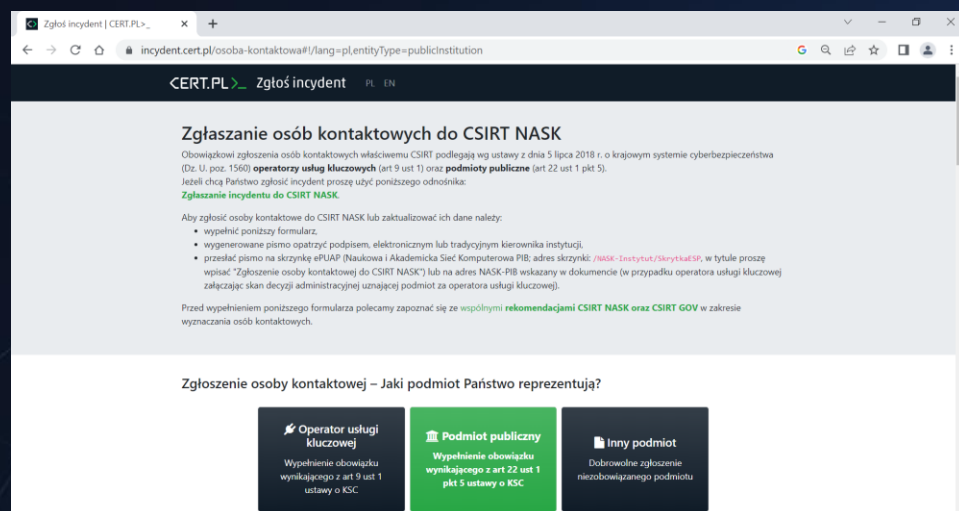 Zgłoś incydent | CERT.PL>_
incydent.cert.pl/osoba-kontaktowa#!/lang=pl,entityType=publicInstitution
CERT.PL>_ Zgłoś incydent PL EN
Zgłaszanie osób kontaktowych do CSIRT NASK
Obowiązkowi zgłoszenia osób kontaktowych właściwemu CSIRT podlegają wg ustawy z dnia 5 lipca 2018 r. o krajowym systemie cyberbezpieczeństwa
(Dz. U. poz. 1560) operatorzy usług kluczowych (art 9 ust 1) oraz podmioty publiczne (art 22 ust 1 pkt 5).
Jeżeli chcą Państwo zgłosić incydent proszę użyć poniższego odnośnika:
Zgłaszanie incydentu do CSIRT NASK.
Aby zgłosić osoby kontaktowe do CSIRT NASK lub zaktualizować ich dane należy:
• wypełnić poniższy formularz,
• wygenerowane pismo opatrzyć podpisem, elektronicznym lub tradycyjnym kierownika instytucji,
• przesłać pismo na skrzynkę ePUAP (Naukowa i Akademicka Sieć Komputerowa PIB; adres skrzynki: /NASK-Instytut/SkrytkaESP, w tytule proszę
wpisać "Zgłoszenie osoby kontaktowej do CSIRT NASK") lub na adres NASK-PIB wskazany w dokumencie (w przypadku operatora usługi kluczowej
załączając skan decyzji administracyjnej uznającej podmiot za operatora usługi kluczowej).
Przed wypełnieniem poniższego formularza polecamy zapoznać się ze wspólnymi rekomendacjami CSIRT NASK oraz CSIRT GOV w zakresie
wyznaczania osób kontaktowych.
Zgłoszenie osoby kontaktowej – Jaki podmiot Państwo reprezentują?
Operator usługi
kluczowej
Wypełnienie obowiązku
wynikającego z art 9 ust 1
ustawy o KSC
Podmiot publiczny
Wypełnienie obowiązku
wynikającego z art 22 ust 1
pkt 5 ustawy o KSC
Inny podmiot
Dobrowolne zgłoszenie
niezobowiązanego podmiotu